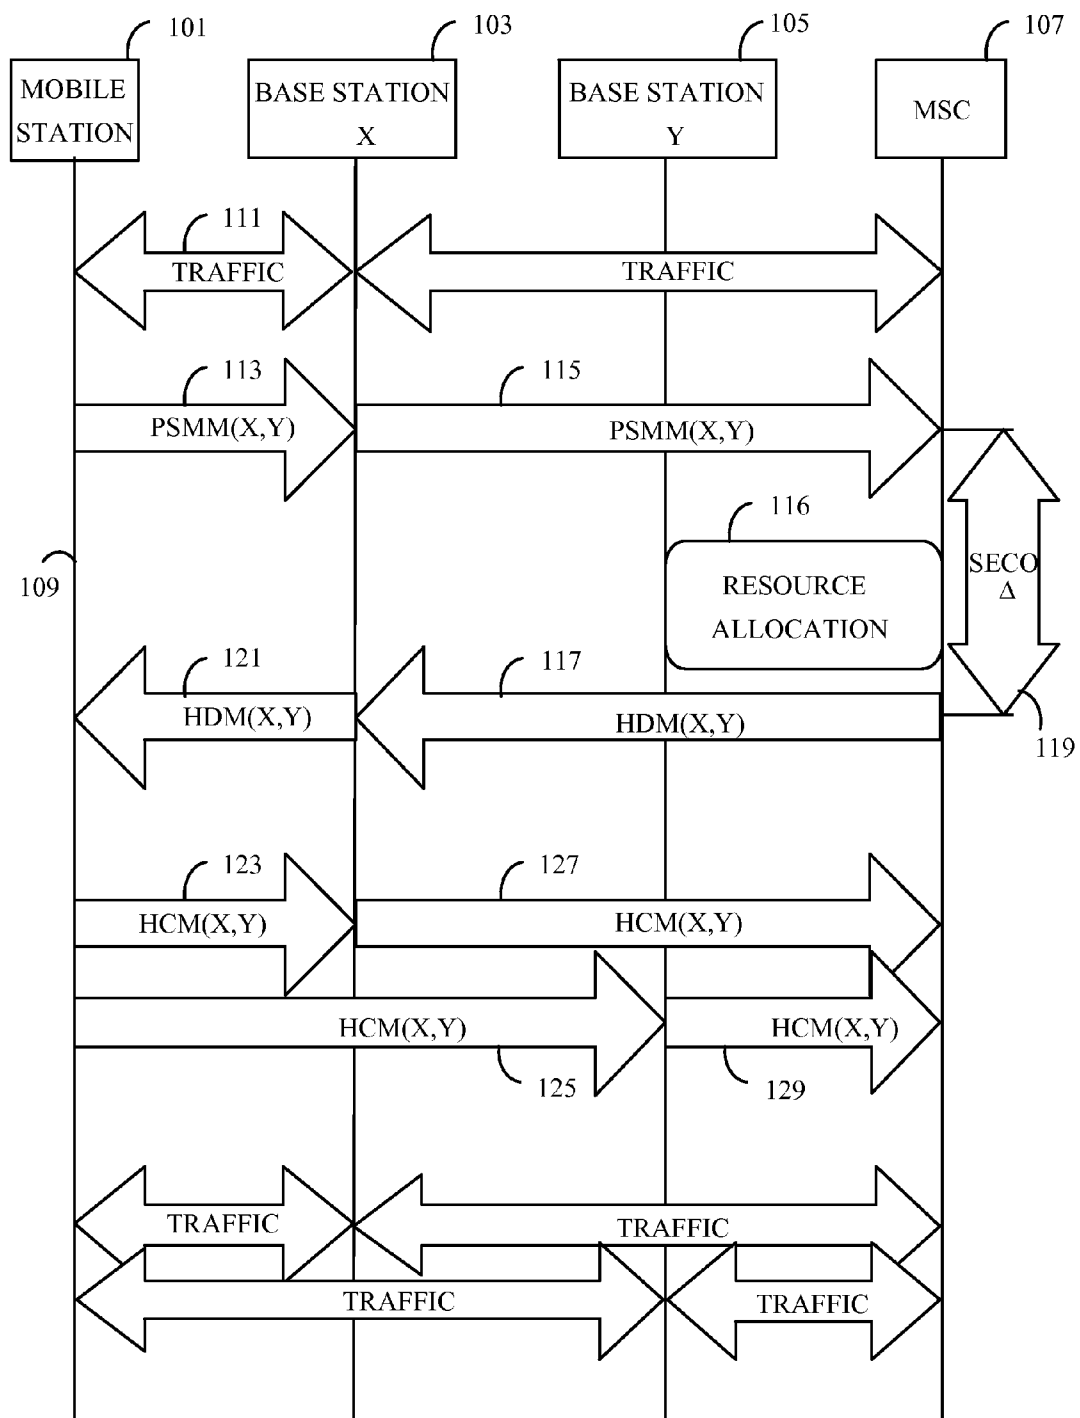 101
103
105
107
MOBILE
STATION
BASE STATION
X
BASE STATION
Y
MSC
111
TRAFFIC
TRAFFIC
113
115
PSMM(X,Y)
PSMM(X,Y)
116
109
RESOURCE
ALLOCATION
SECO
Δ
121
117
HDM(X,Y)
HDM(X,Y)
119
123
127
HCM(X,Y)
HCM(X,Y)
HCM(X,Y)
HCM(X,Y)
125
129
TRAFFIC
TRAFFIC
TRAFFIC
TRAFFIC